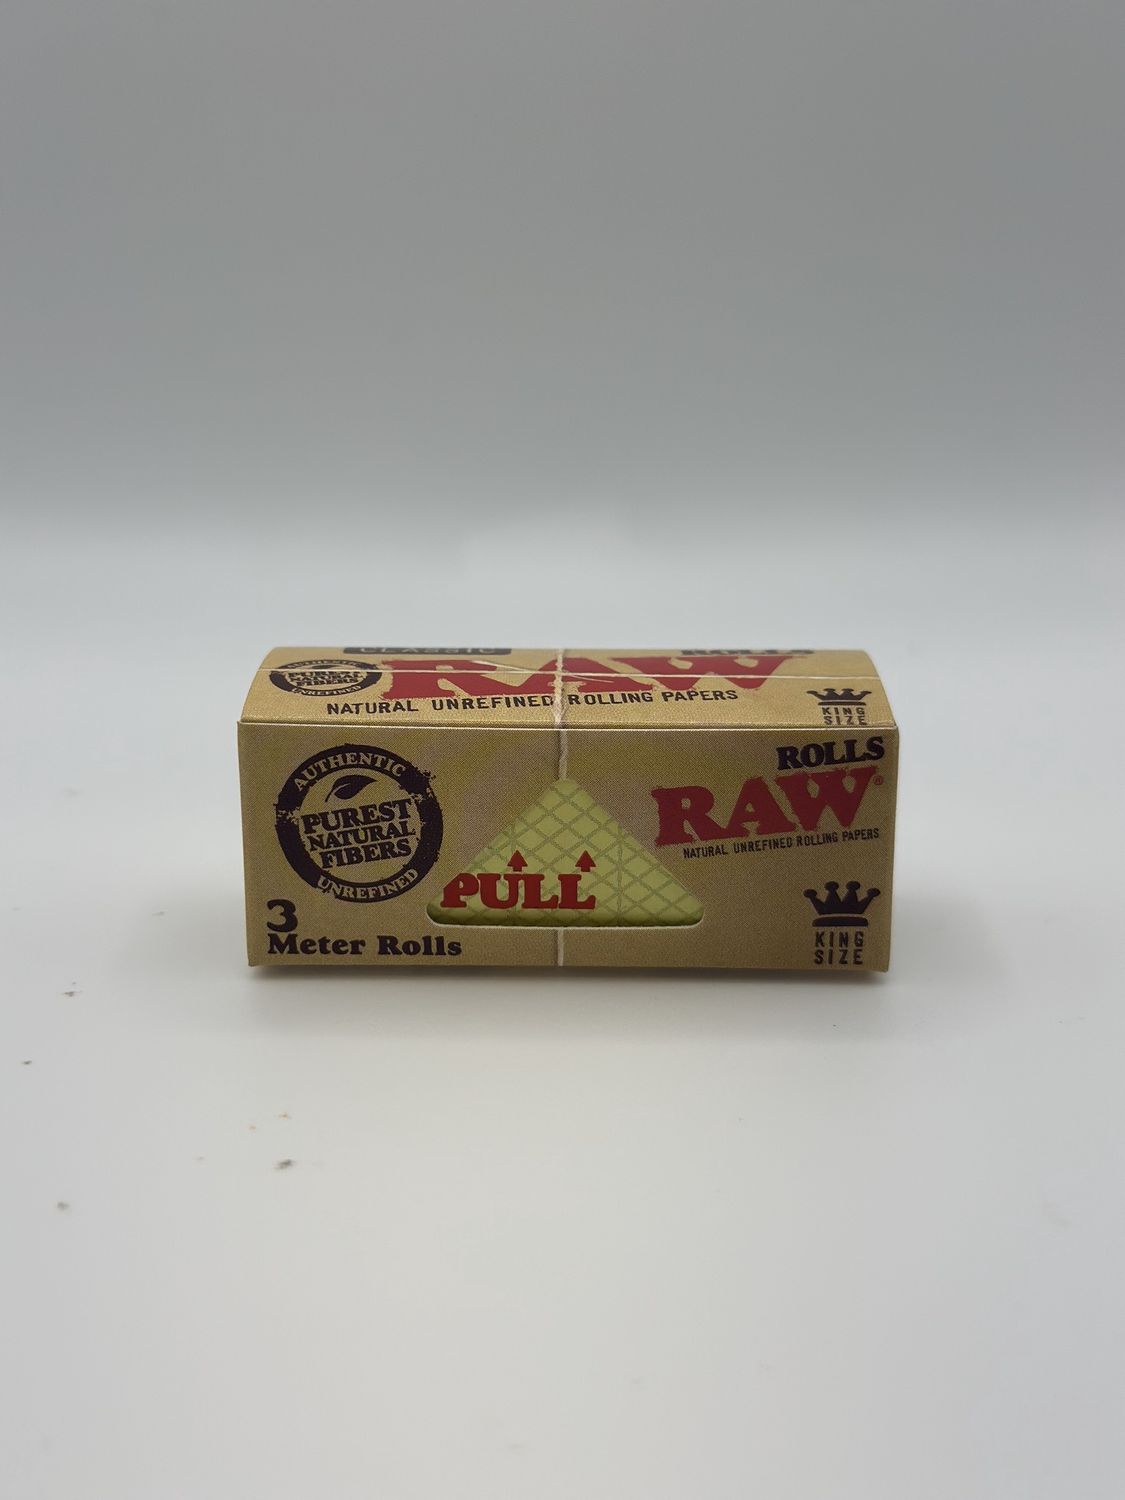 CLASSIC
ROLLS
AUTHENTIC
PUREST
NATURAL
FIBERS
UNREFINED
RAW
NATURAL UNREFINED ROLLING PAPERS
KING
SIZE
AUTHENTIC
PUREST
NATURAL
FIBERS
UNREFINED
3
Meter Rolls
PULL
ROLLS
RAW®
NATURAL UNREFINED ROLLING PAPERS
KING
SIZE